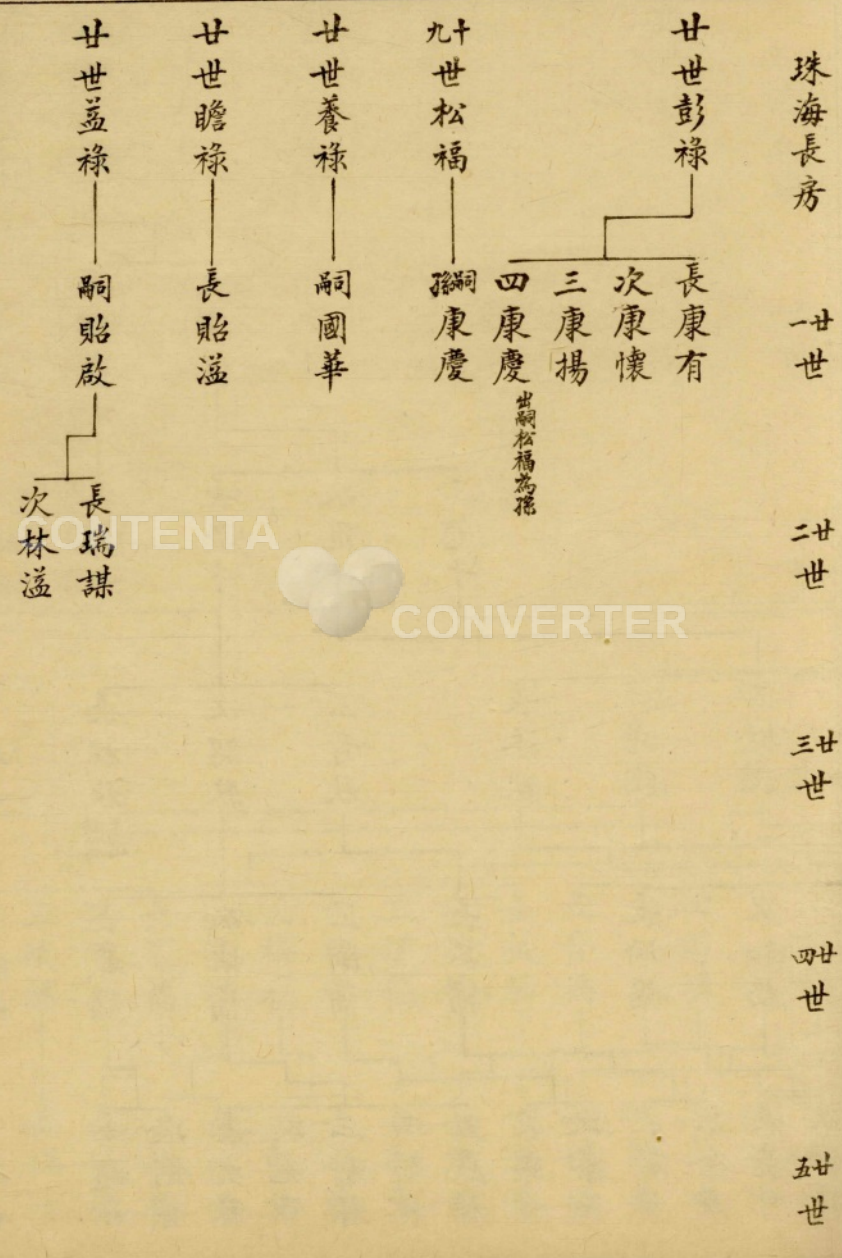 珠海長房
廿一世
廿二世
廿三世
廿四世
廿五世
廿世彭祿
長康有
次康懷
三康揚
四康慶
出嗣松福為孫
十九世松福
嗣孫康慶
廿世養祿
嗣國華
廿世瞻祿
長貽溢
廿世益祿
嗣貽啟
長瑞謀
次林溢
CONTENTA
CONVERTER